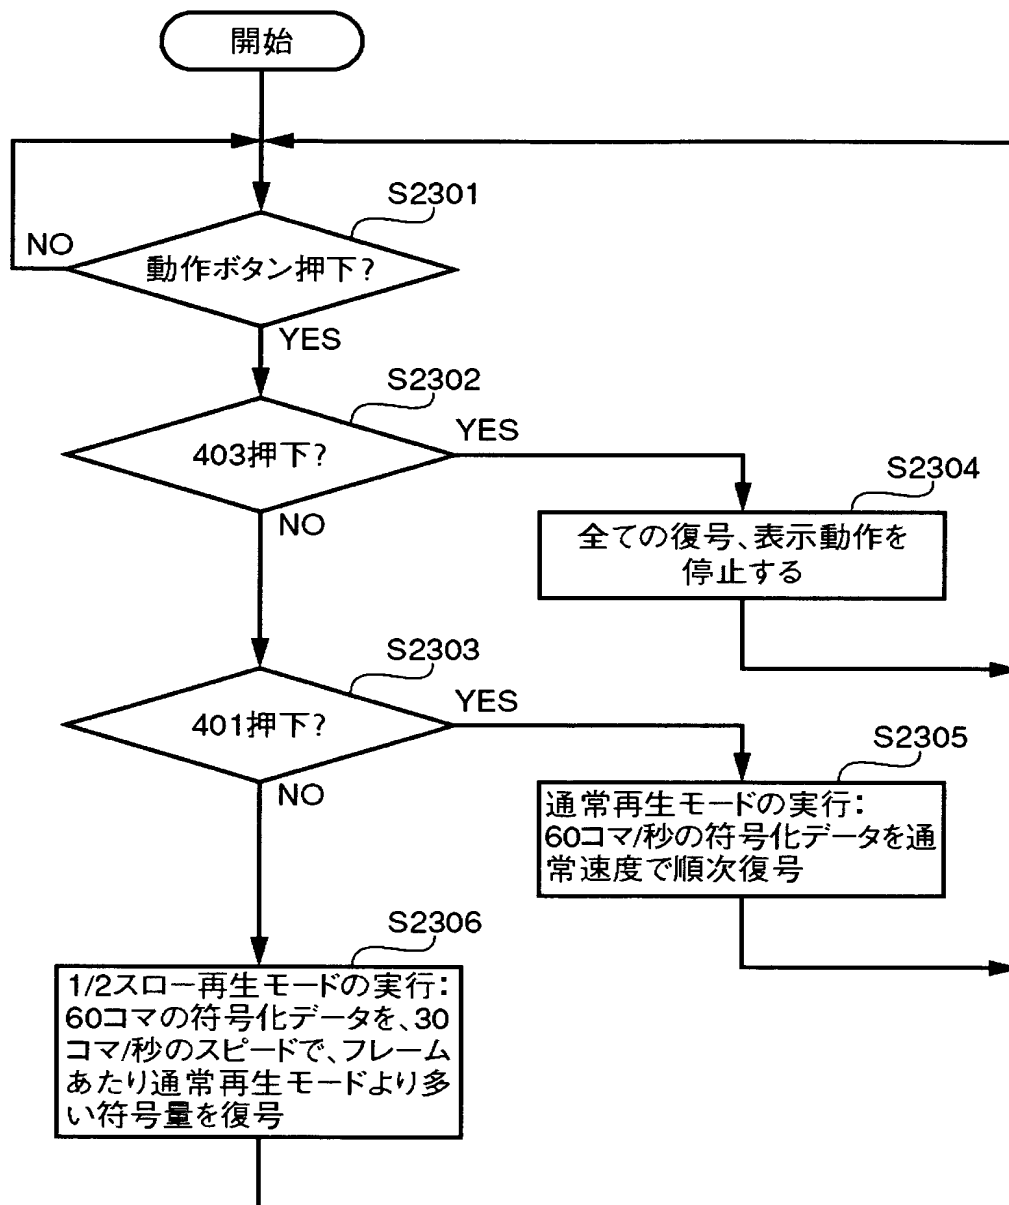 開始
S2301
NO
動作ボタン押下?
YES
S2302
YES
403押下?
NO
S2304
全ての復号、表示動作を
停止する
S2303
YES
401押下?
NO
S2305
通常再生モードの実行:
60コマ/秒の符号化データを通
常速度で順次復号
S2306
1/2スロー再生モードの実行:
60コマの符号化データを、30
コマ/秒のスピードで、フレーム
あたり通常再生モードより多
い符号量を復号